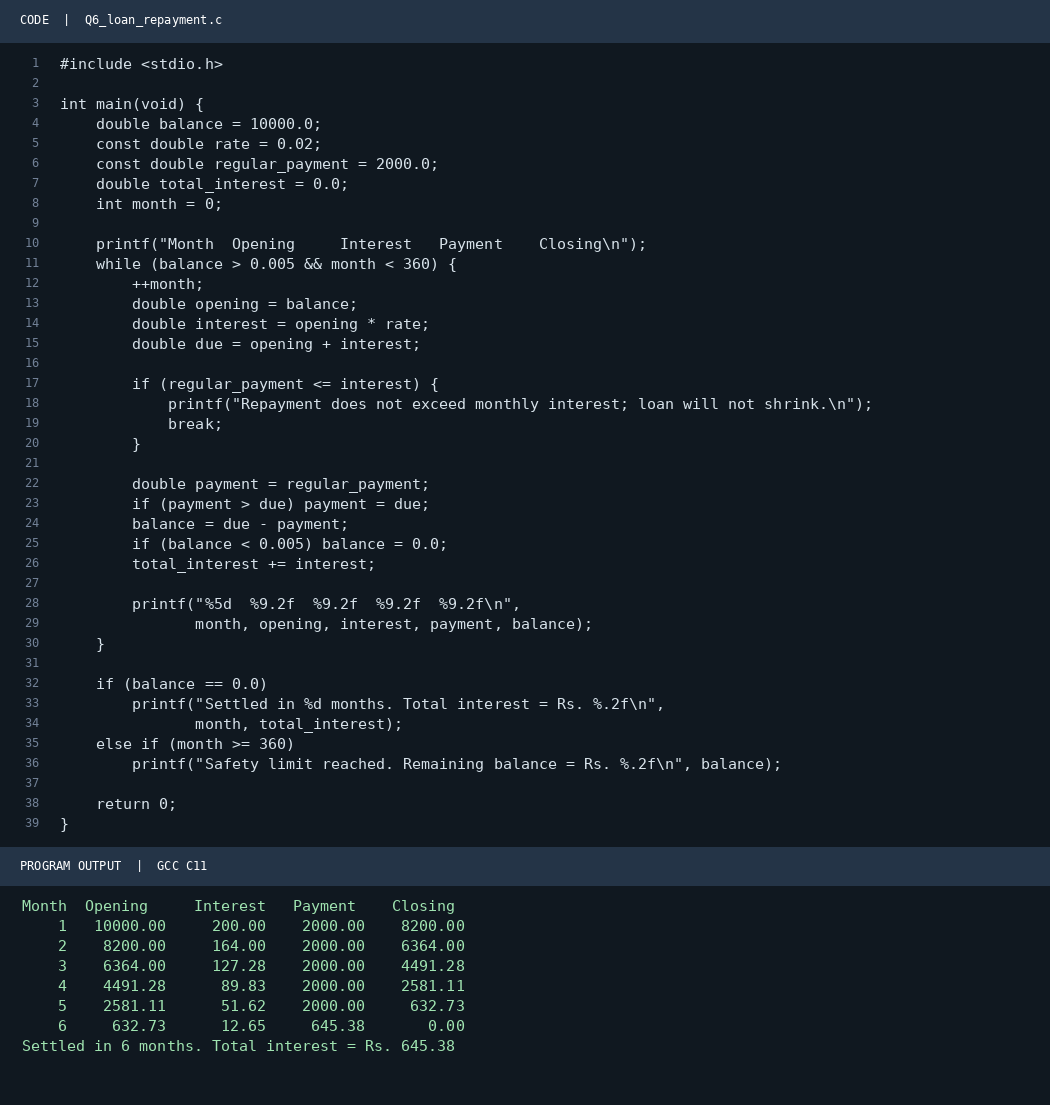 CODE  |  Q6_loan_repayment.c
1 #include <stdio.h>
2
3 int main(void) {
4     double balance = 10000.0;
5     const double rate = 0.02;
6     const double regular_payment = 2000.0;
7     double total_interest = 0.0;
8     int month = 0;
9
10     printf("Month  Opening     Interest   Payment    Closing\n");
11     while (balance > 0.005 && month < 360) {
12         ++month;
13         double opening = balance;
14         double interest = opening * rate;
15         double due = opening + interest;
16
17         if (regular_payment <= interest) {
18             printf("Repayment does not exceed monthly interest; loan will not shrink.\n");
19             break;
20         }
21
22         double payment = regular_payment;
23         if (payment > due) payment = due;
24         balance = due - payment;
25         if (balance < 0.005) balance = 0.0;
26         total_interest += interest;
27
28         printf("%5d  %9.2f  %9.2f  %9.2f  %9.2f\n",
29                month, opening, interest, payment, balance);
30     }
31
32     if (balance == 0.0)
33         printf("Settled in %d months. Total interest = Rs. %.2f\n",
34                month, total_interest);
35     else if (month >= 360)
36         printf("Safety limit reached. Remaining balance = Rs. %.2f\n", balance);
37
38     return 0;
39 }
PROGRAM OUTPUT  |  GCC C11
Month  Opening     Interest   Payment    Closing
    1   10000.00     200.00    2000.00    8200.00
    2    8200.00     164.00    2000.00    6364.00
    3    6364.00     127.28    2000.00    4491.28
    4    4491.28      89.83    2000.00    2581.11
    5    2581.11      51.62    2000.00     632.73
    6     632.73      12.65     645.38       0.00
Settled in 6 months. Total interest = Rs. 645.38